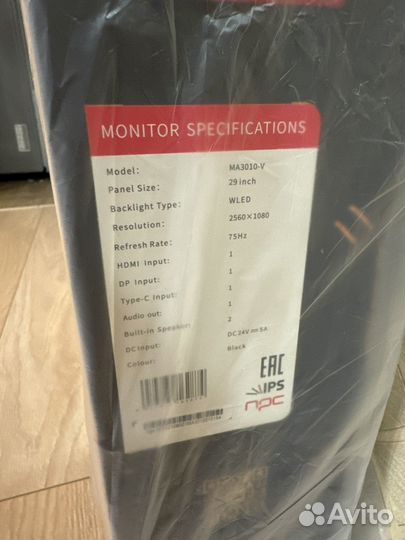 MONITOR SPECIFICATIONS
Model: MA3010-V
Panel Size: 29 inch
Backlight Type: WLED
Resolution: 2560×1080
Refresh Rate: 75Hz
HDMI Input: 1
DP Input: 1
Type-C Input: 1
Audio out: 1
Built-in Speaker: 2
DC Input: DC 24V⎓5A
Colour: Black
EAC
IPS
npc
Avito